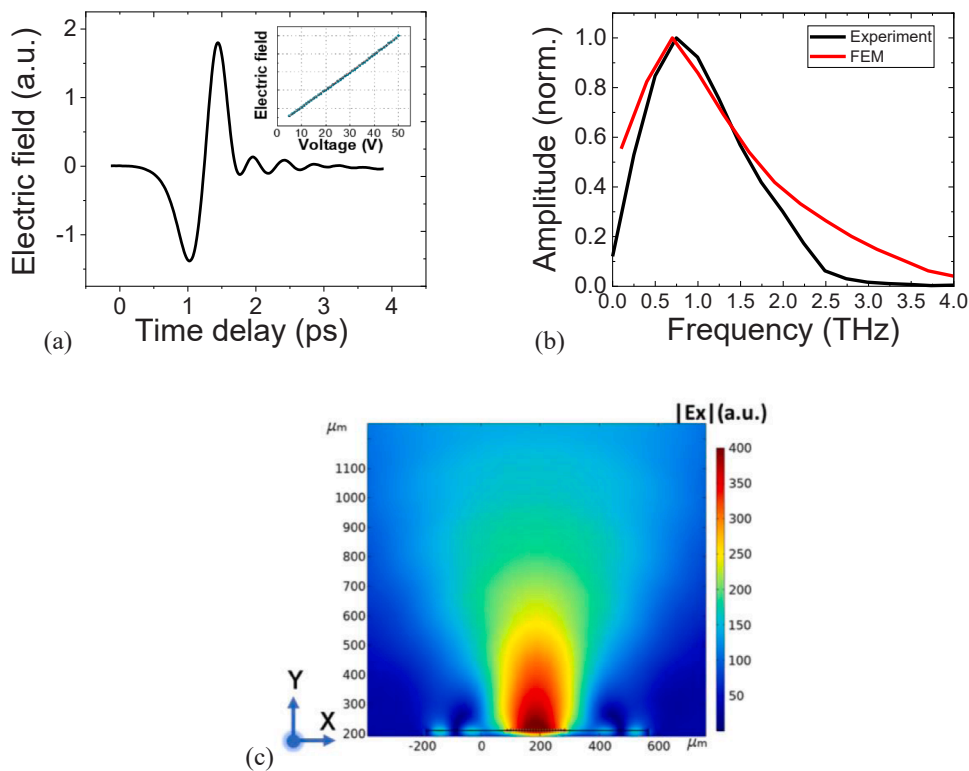 Electric field (a.u.)
2
1
0
-1
0
1
2
3
4
Time delay (ps)
Electric field
0 10 20 30 40 50
Voltage (V)
(a)
Amplitude (norm.)
1.0
0.8
0.6
0.4
0.2
0.0
0.0 0.5 1.0 1.5 2.0 2.5 3.0 3.5 4.0
Frequency (THz)
Experiment
FEM
(b)
|Ex|(a.u.)
μm
1100
1000
900
800
700
600
500
400
300
200
-200 0 200 400 600 μm
400
350
300
250
200
150
100
50
Y
X
(c)